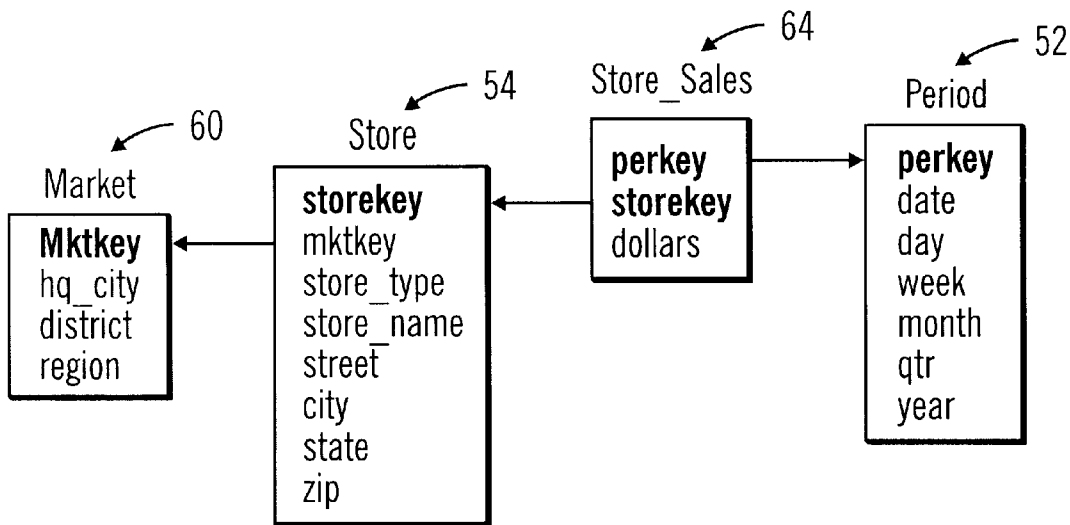 60
Market
Mktkey
hq_city
district
region
54
Store
storekey
mktkey
store_type
store_name
street
city
state
zip
64
Store_Sales
perkey
storekey
dollars
52
Period
perkey
date
day
week
month
qtr
year